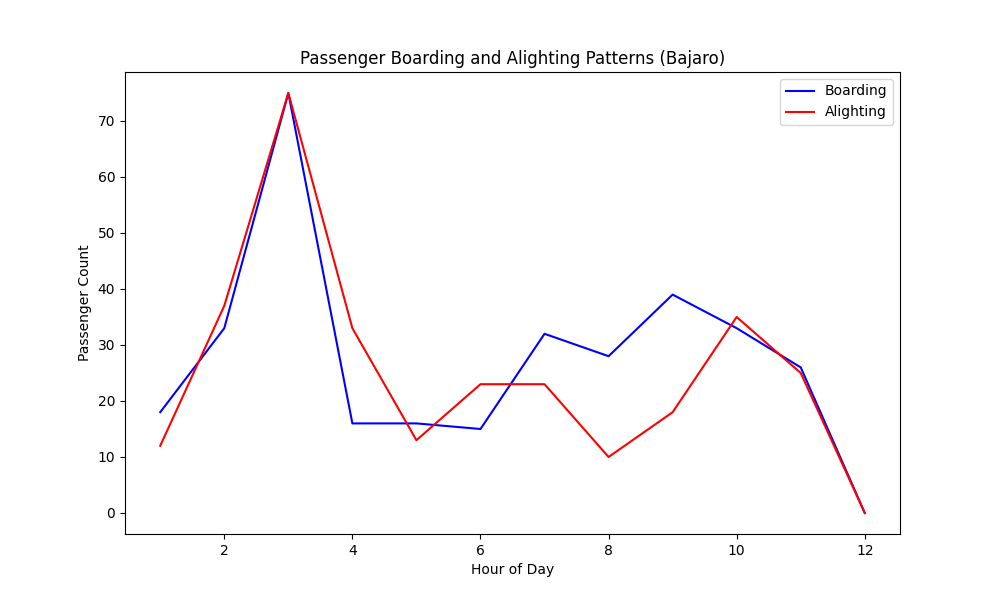 Passenger Boarding and Alighting Patterns (Bajaro)
Boarding
Alighting
70
60
50
40
30
20
10
0
Passenger Count
2 4 6 8 10 12
Hour of Day